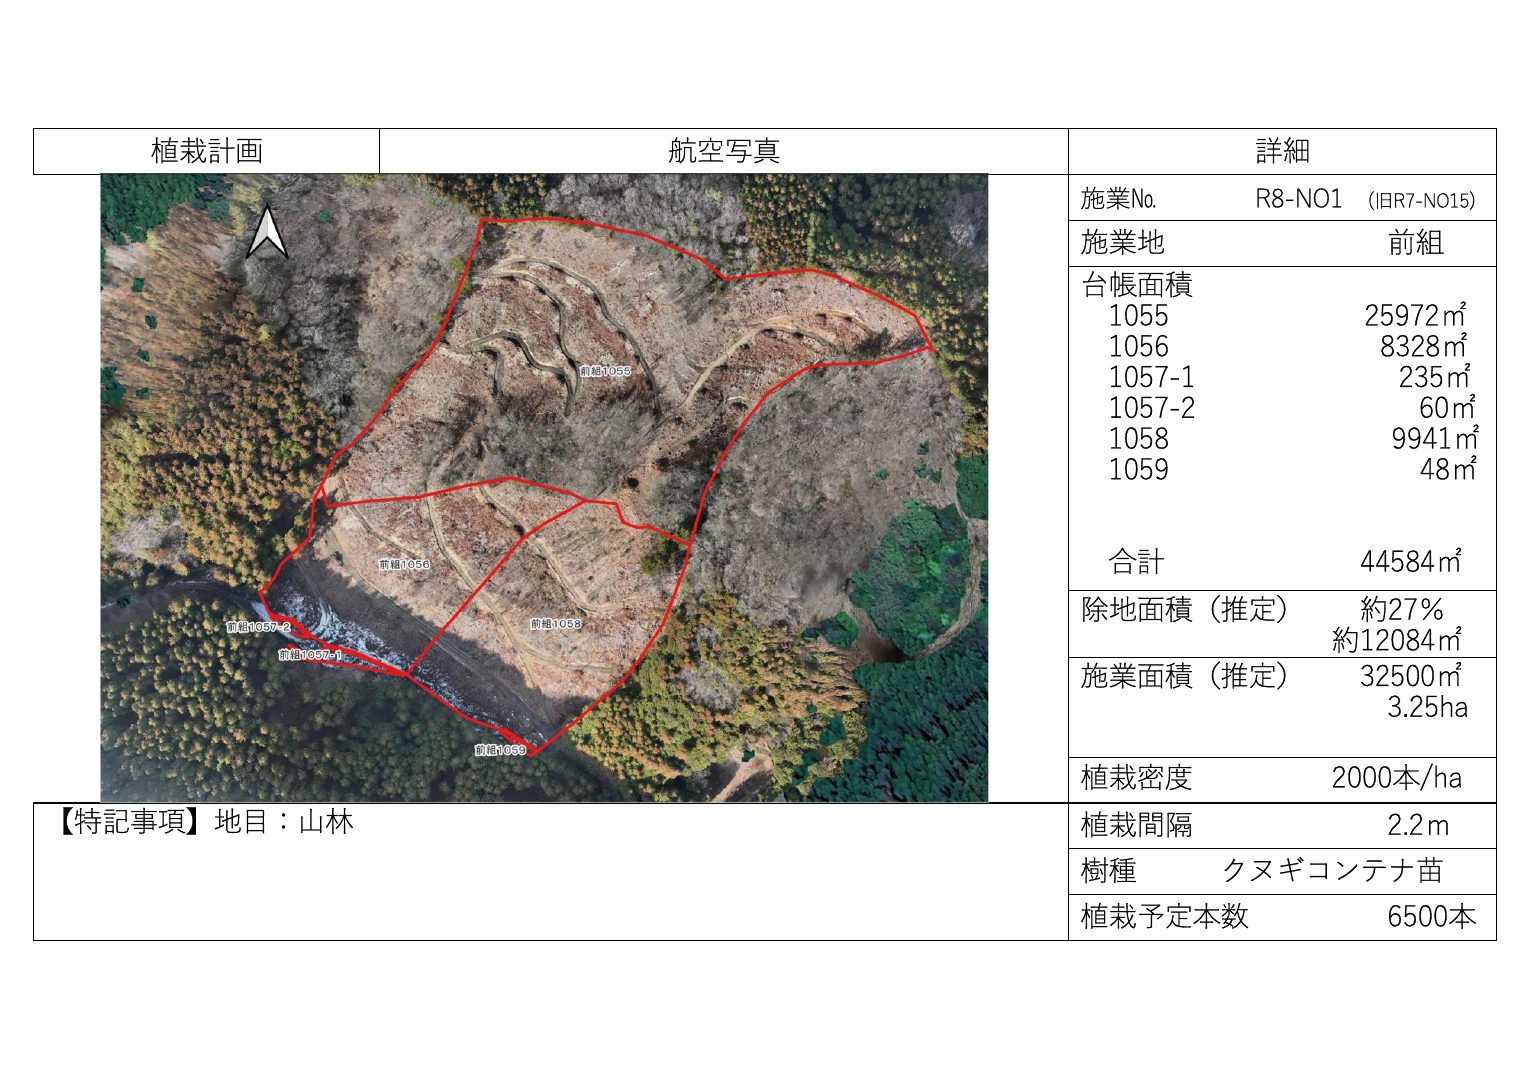 植栽計画 航空写真 詳細
施業№ R8-NO1 (旧R7-NO15)
施業地 前組
台帳面積
1055 25972㎡
1056 8328㎡
1057-1 235㎡
1057-2 60㎡
1058 9941㎡
1059 48㎡
合計 44584㎡
除地面積（推定） 約27%
約12084㎡
施業面積（推定） 32500㎡
3.25ha
植栽密度 2000本/ha
植栽間隔 2.2m
樹種 クヌギコンテナ苗
植栽予定本数 6500本
前組1055
前組1056
前組1058
前組1057-2
前組1057-1
前組1059
【特記事項】地目：山林